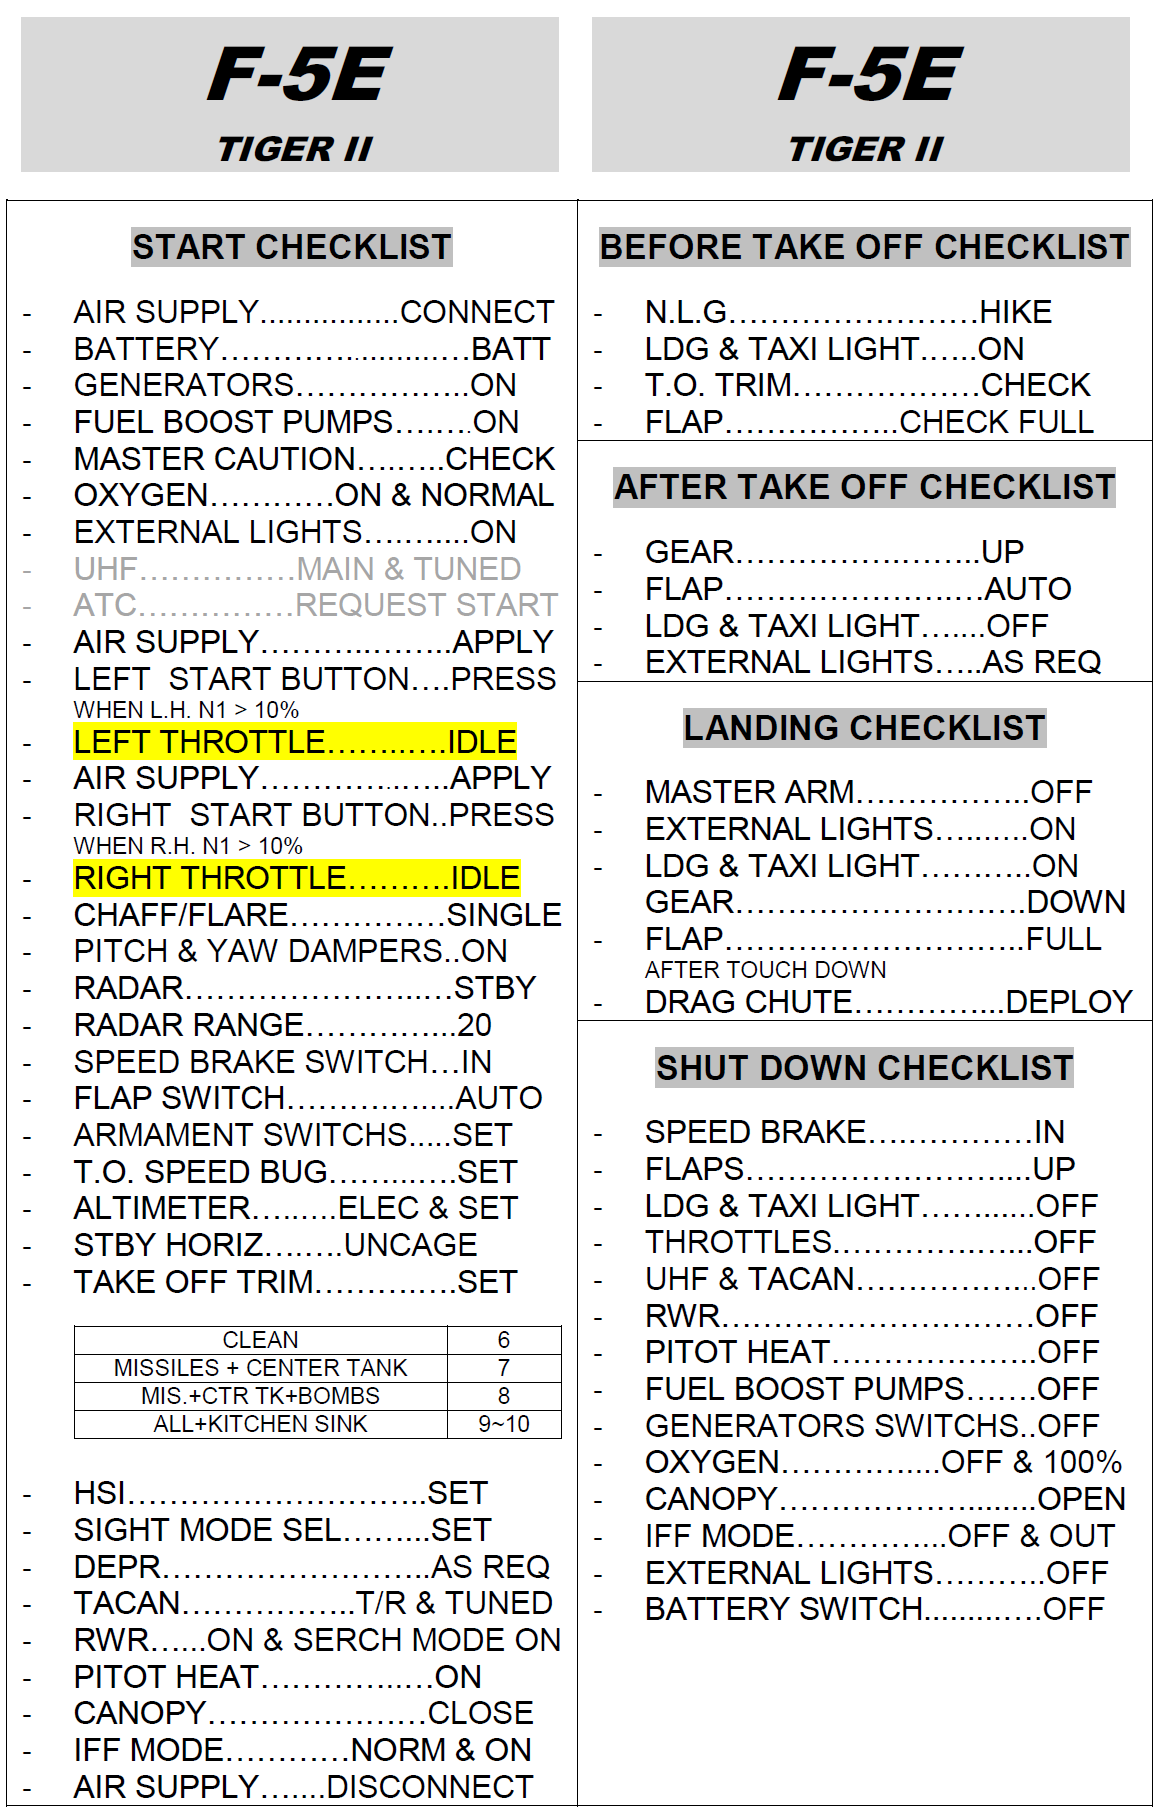 F-5E
TIGER II
START CHECKLIST
- AIR SUPPLY................CONNECT
- BATTERY…………..........….BATT
- GENERATORS……………...ON
- FUEL BOOST PUMPS….…..ON
- MASTER CAUTION….…...CHECK
- OXYGEN…………ON & NORMAL
- EXTERNAL LIGHTS….…....ON
- UHF……………MAIN & TUNED
- ATC……………REQUEST START
- AIR SUPPLY………..…..…...APPLY
- LEFT  START BUTTON….PRESS
WHEN L.H. N1 > 10%
- LEFT THROTTLE……..….IDLE
- AIR SUPPLY…………..…...APPLY
- RIGHT  START BUTTON..PRESS
WHEN R.H. N1 > 10%
- RIGHT THROTTLE……….IDLE
- CHAFF/FLARE……………SINGLE
- PITCH & YAW DAMPERS..ON
- RADAR…………………..…STBY
- RADAR RANGE…………...20
- SPEED BRAKE SWITCH…IN
- FLAP SWITCH……….…....AUTO
- ARMAMENT SWITCHS.....SET
- T.O. SPEED BUG……...….SET
- ALTIMETER…..….ELEC & SET
- STBY HORIZ….….UNCAGE
- TAKE OFF TRIM……….….SET
CLEAN 6
MISSILES + CENTER TANK 7
MIS.+CTR TK+BOMBS 8
ALL+KITCHEN SINK 9~10
- HSI………………………...SET
- SIGHT MODE SEL……....SET
- DEPR……………………...AS REQ
- TACAN……………...T/R & TUNED
- RWR…...ON & SERCH MODE ON
- PITOT HEAT…………..…ON
- CANOPY…………………CLOSE
- IFF MODE…………NORM & ON
- AIR SUPPLY…....DISCONNECT
F-5E
TIGER II
BEFORE TAKE OFF CHECKLIST
- N.L.G……………………HIKE
- LDG & TAXI LIGHT…...ON
- T.O. TRIM………………CHECK
- FLAP……………...CHECK FULL
AFTER TAKE OFF CHECKLIST
- GEAR…………….……..UP
- FLAP………………….…AUTO
- LDG & TAXI LIGHT…....OFF
- EXTERNAL LIGHTS…..AS REQ
LANDING CHECKLIST
- MASTER ARM……………...OFF
- EXTERNAL LIGHTS…...….ON
- LDG & TAXI LIGHT………..ON
GEAR……………………….DOWN
- FLAP………………………..FULL
AFTER TOUCH DOWN
- DRAG CHUTE…………....DEPLOY
SHUT DOWN CHECKLIST
- SPEED BRAKE….…………IN
- FLAPS……………………....UP
- LDG & TAXI LIGHT…….......OFF
- THROTTLES……………...OFF
- UHF & TACAN……………...OFF
- RWR…………………………OFF
- PITOT HEAT………………..OFF
- FUEL BOOST PUMPS…….OFF
- GENERATORS SWITCHS..OFF
- OXYGEN…………....OFF & 100%
- CANOPY………………........OPEN
- IFF MODE…………...OFF & OUT
- EXTERNAL LIGHTS………..OFF
- BATTERY SWITCH.........….OFF